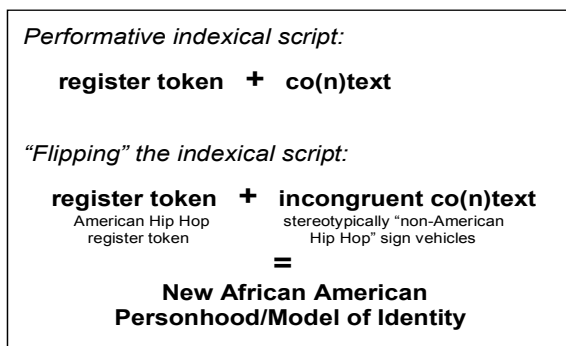 Performative indexical script:
register token + co(n)text
“Flipping” the indexical script:
register token + incongruent co(n)text
American Hip Hop stereotypically “non-American
register token Hip Hop” sign vehicles
=
New African American
Personhood/Model of Identity